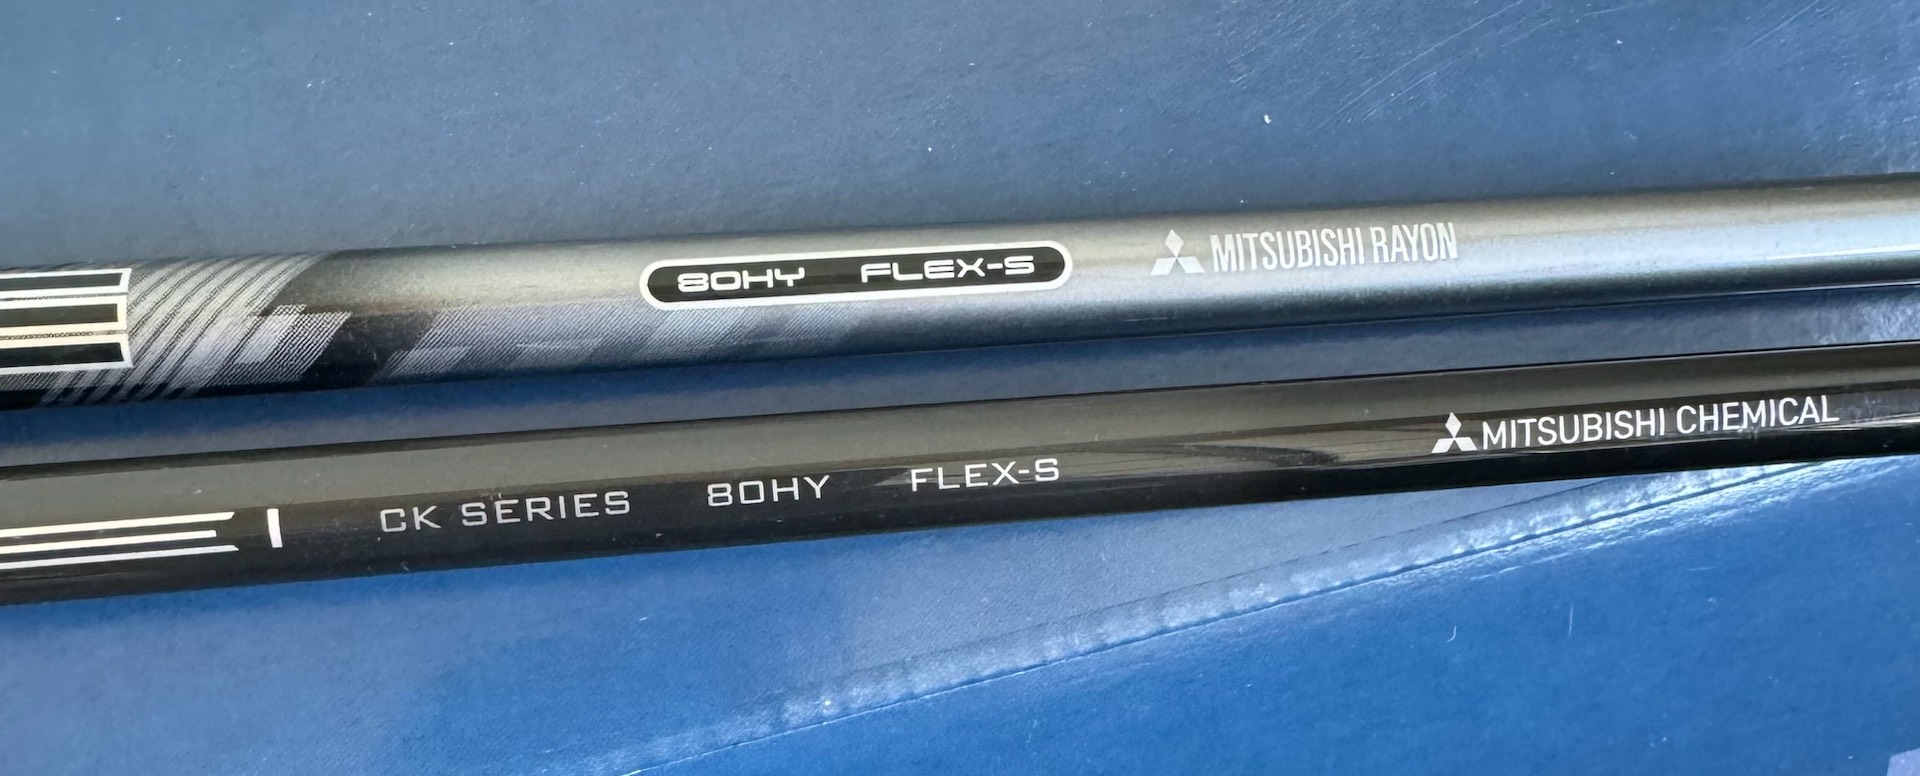 80HY FLEX-S MITSUBISHI RAYON
CK SERIES 80HY FLEX-S MITSUBISHI CHEMICAL